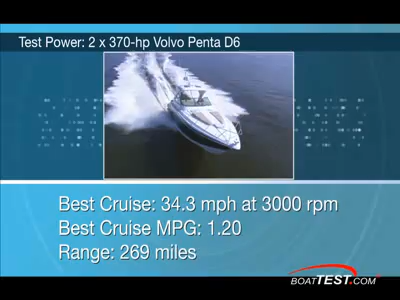 Test Power: 2 x 370-hp Volvo Penta D6
Best Cruise: 34.3 mph at 3000 rpm
Best Cruise MPG: 1.20
Range: 269 miles
BOATTEST.COM